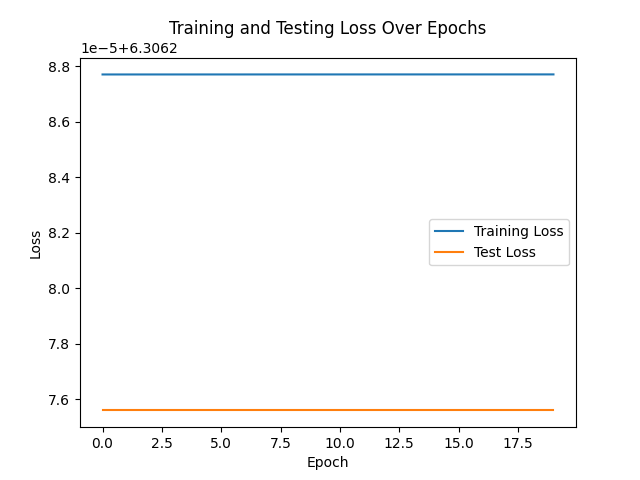 Training and Testing Loss Over Epochs
1e−5+6.3062
8.8
8.6
8.4
8.2
8.0
7.8
7.6
Loss
Training Loss
Test Loss
0.0 2.5 5.0 7.5 10.0 12.5 15.0 17.5
Epoch